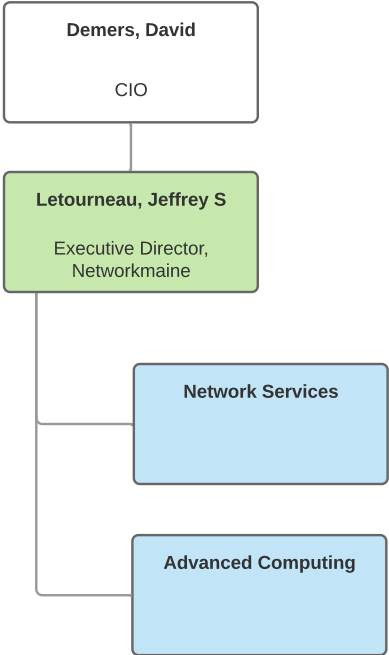 Demers, David
CIO
Letourneau, Jeffrey S
Executive Director,
Networkmaine
Network Services
Advanced Computing